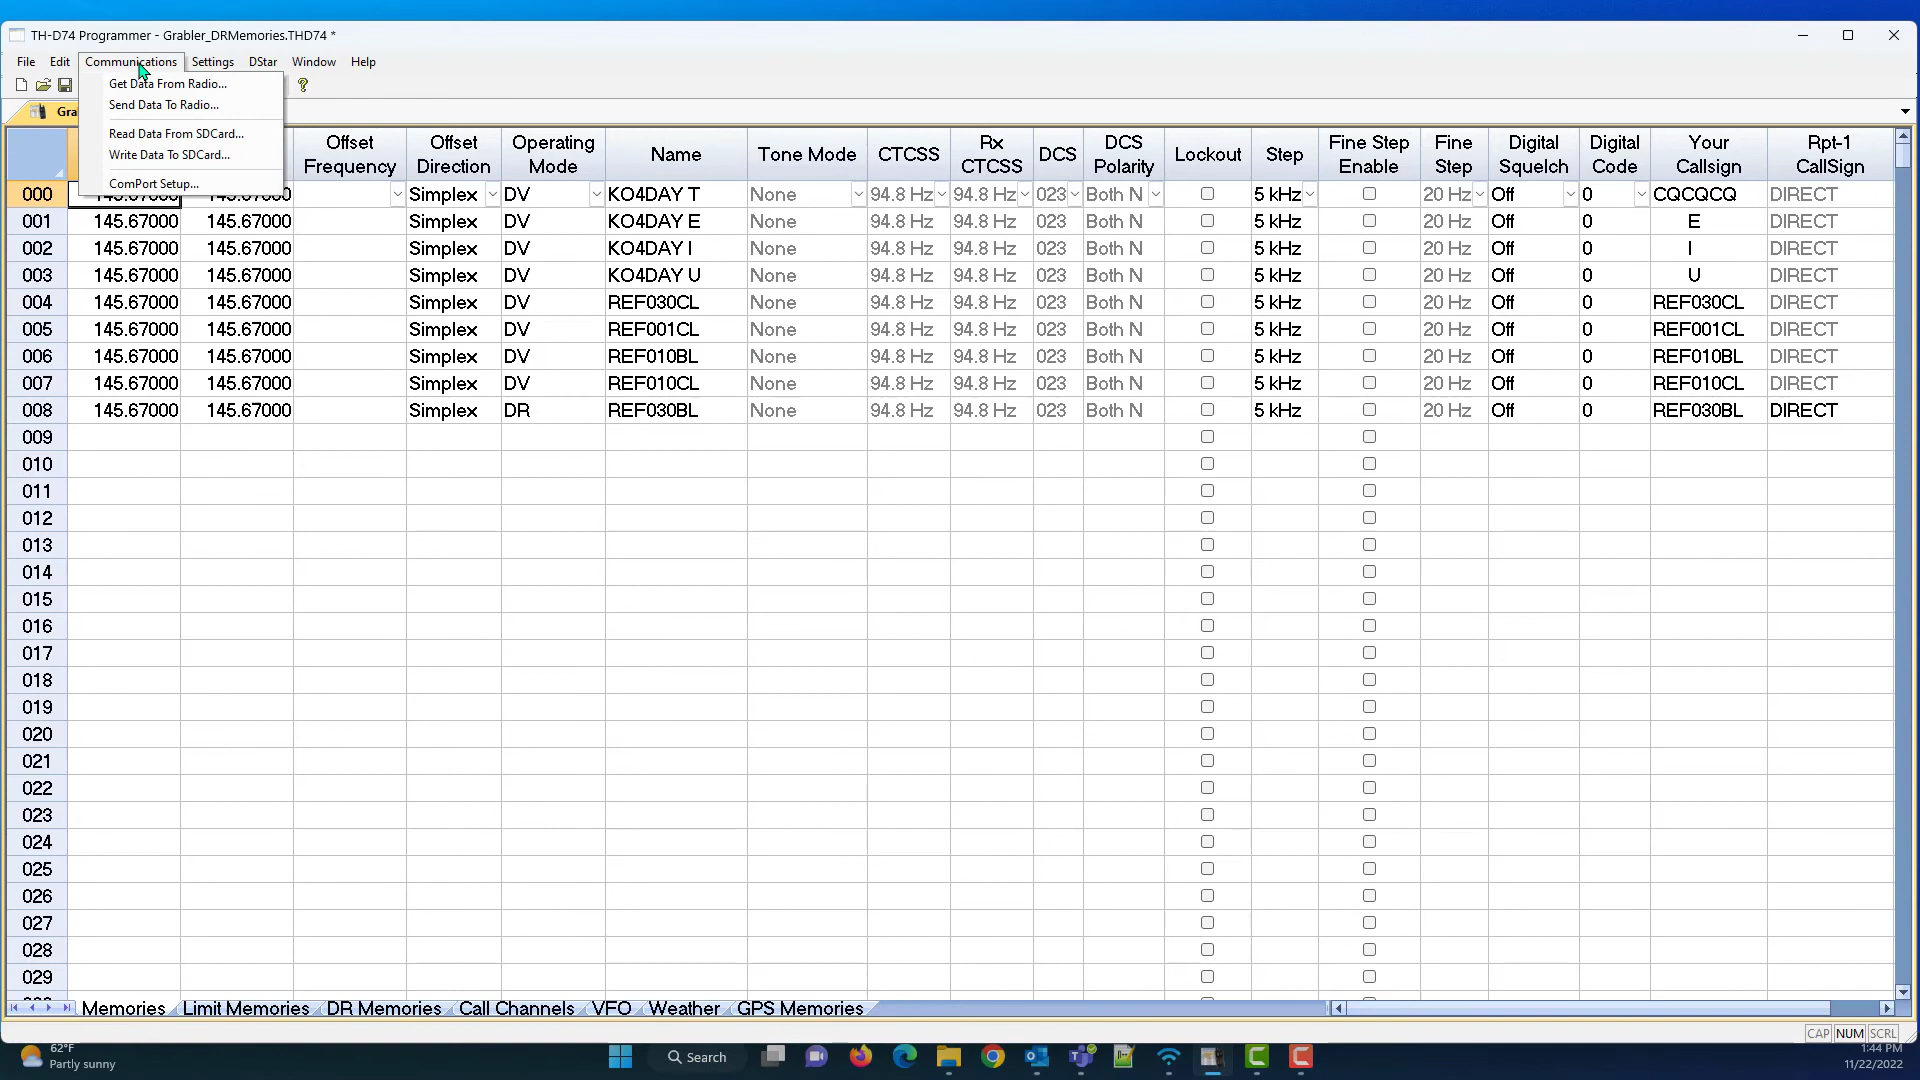 TH-D74 Programmer - Grabler_DRMemories.THD74 *
File Edit Communications Settings DStar Window Help
Get Data From Radio...
Send Data To Radio...
Read Data From SDCard...
Write Data To SDCard...
ComPort Setup...
Offset Frequency Offset Direction Operating Mode Name Tone Mode CTCSS Rx CTCSS DCS DCS Polarity Lockout Step Fine Step Enable Fine Step Digital Squelch Digital Code Your Callsign Rpt-1 CallSign
000 145.67000 145.67000 Simplex DV KO4DAY T None 94.8 Hz 94.8 Hz 023 Both N 5 kHz 20 Hz Off 0 CQCQCQ DIRECT
001 145.67000 145.67000 Simplex DV KO4DAY E None 94.8 Hz 94.8 Hz 023 Both N 5 kHz 20 Hz Off 0 E DIRECT
002 145.67000 145.67000 Simplex DV KO4DAY I None 94.8 Hz 94.8 Hz 023 Both N 5 kHz 20 Hz Off 0 I DIRECT
003 145.67000 145.67000 Simplex DV KO4DAY U None 94.8 Hz 94.8 Hz 023 Both N 5 kHz 20 Hz Off 0 U DIRECT
004 145.67000 145.67000 Simplex DV REF030CL None 94.8 Hz 94.8 Hz 023 Both N 5 kHz 20 Hz Off 0 REF030CL DIRECT
005 145.67000 145.67000 Simplex DV REF001CL None 94.8 Hz 94.8 Hz 023 Both N 5 kHz 20 Hz Off 0 REF001CL DIRECT
006 145.67000 145.67000 Simplex DV REF010BL None 94.8 Hz 94.8 Hz 023 Both N 5 kHz 20 Hz Off 0 REF010BL DIRECT
007 145.67000 145.67000 Simplex DV REF010CL None 94.8 Hz 94.8 Hz 023 Both N 5 kHz 20 Hz Off 0 REF010CL DIRECT
008 145.67000 145.67000 Simplex DR REF030BL None 94.8 Hz 94.8 Hz 023 Both N 5 kHz 20 Hz Off 0 REF030BL DIRECT
009
010
011
012
013
014
015
016
017
018
019
020
021
022
023
024
025
026
027
028
029
Memories Limit Memories DR Memories Call Channels VFO Weather GPS Memories
CAP NUM SCRL
62°F
Partly sunny
Search
1:44 PM
11/22/2022